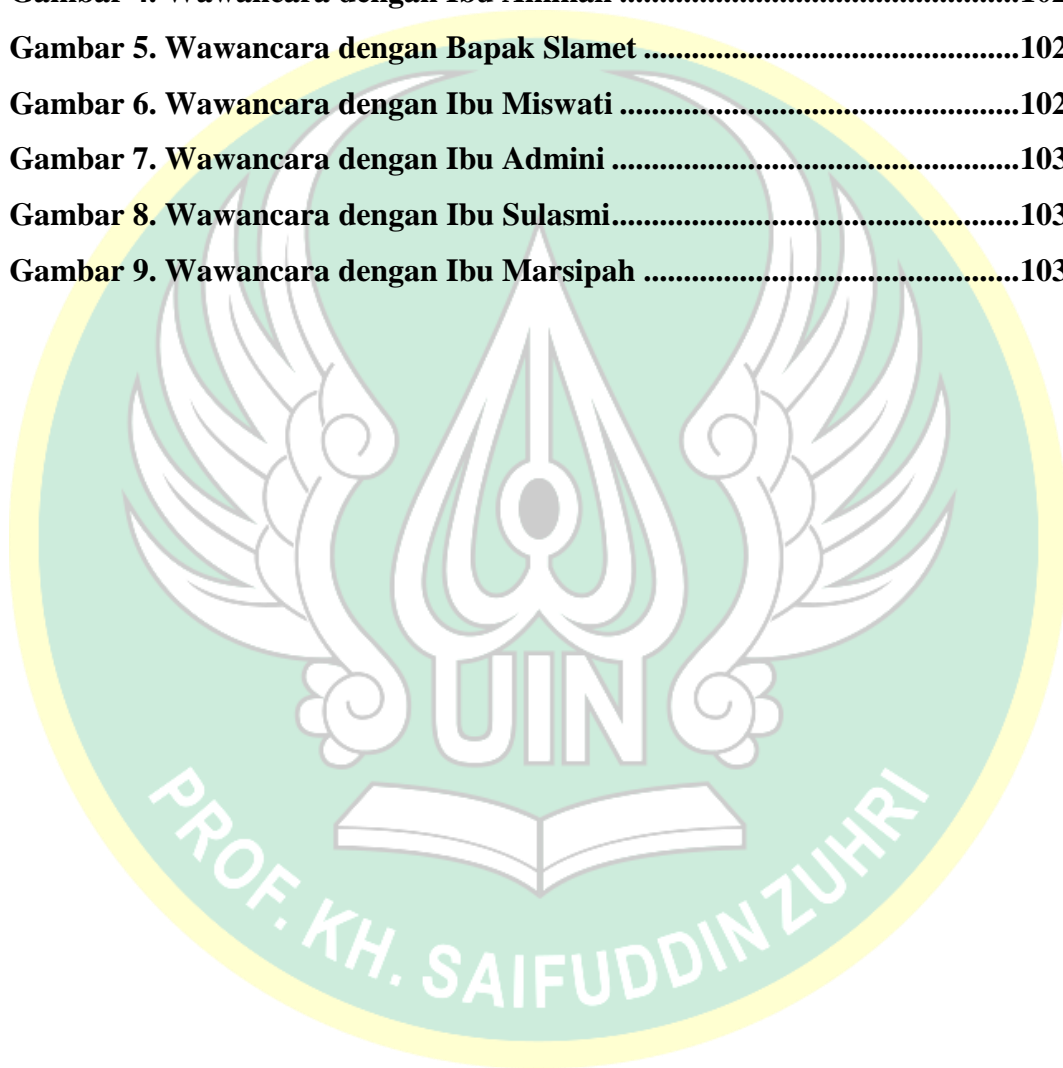 Gambar 5. Wawancara dengan Bapak Slamet ...........................................................102
Gambar 6. Wawancara dengan Ibu Miswati ...............................................................102
Gambar 7. Wawancara dengan Ibu Admini ................................................................103
Gambar 8. Wawancara dengan Ibu Sulasmi................................................................103
Gambar 9. Wawancara dengan Ibu Marsipah ...........................................................103
UIN
PROF. KH. SAIFUDDIN ZUHRI